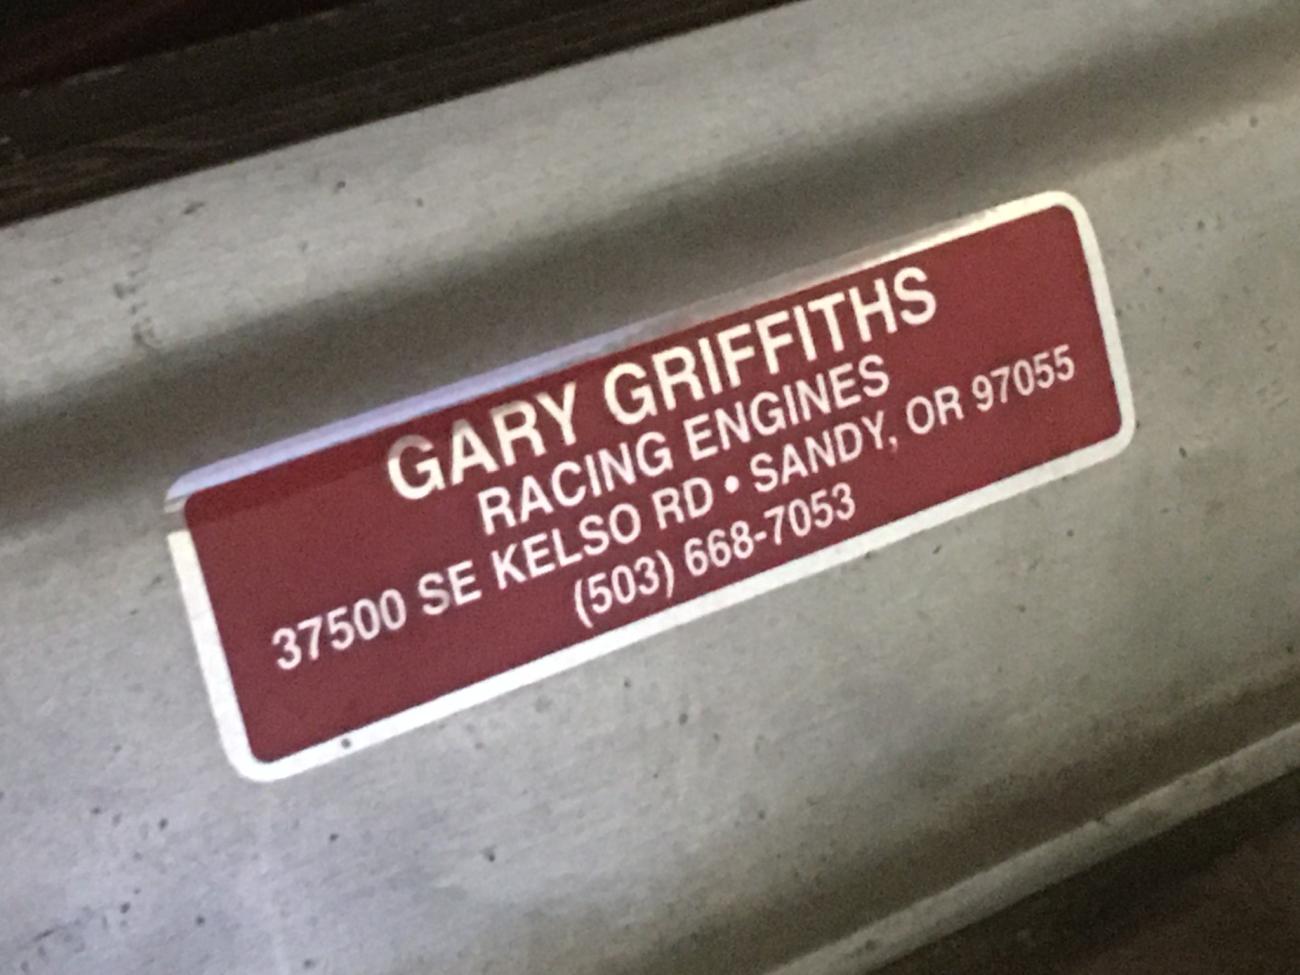 GARY GRIFFITHS
RACING ENGINES
37500 SE KELSO RD • SANDY, OR 97055
(503) 668-7053